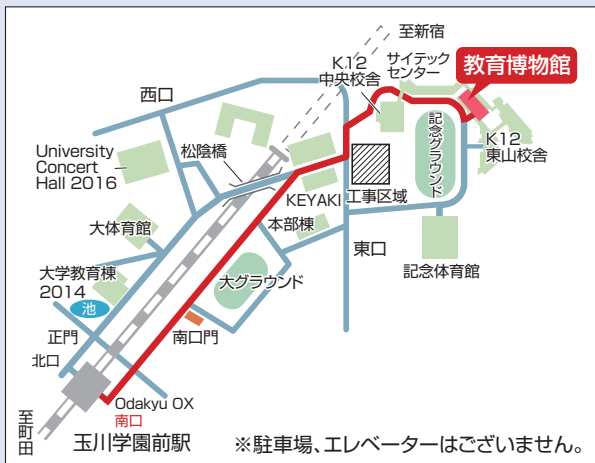 至新宿
K.12
中央校舎
サイテック
センター
教育博物館
西口
松陰橋
記念グラウンド
K.12
東山校舎
University
Concert
Hall 2016
KEYAKI
工事区域
本部棟
大体育館
東口
記念体育館
大学教育棟
2014
大グラウンド
池
正門
南口門
北口
Odakyu OX
南口
至町田
玉川学園前駅
※駐車場、エレベーターはございません。